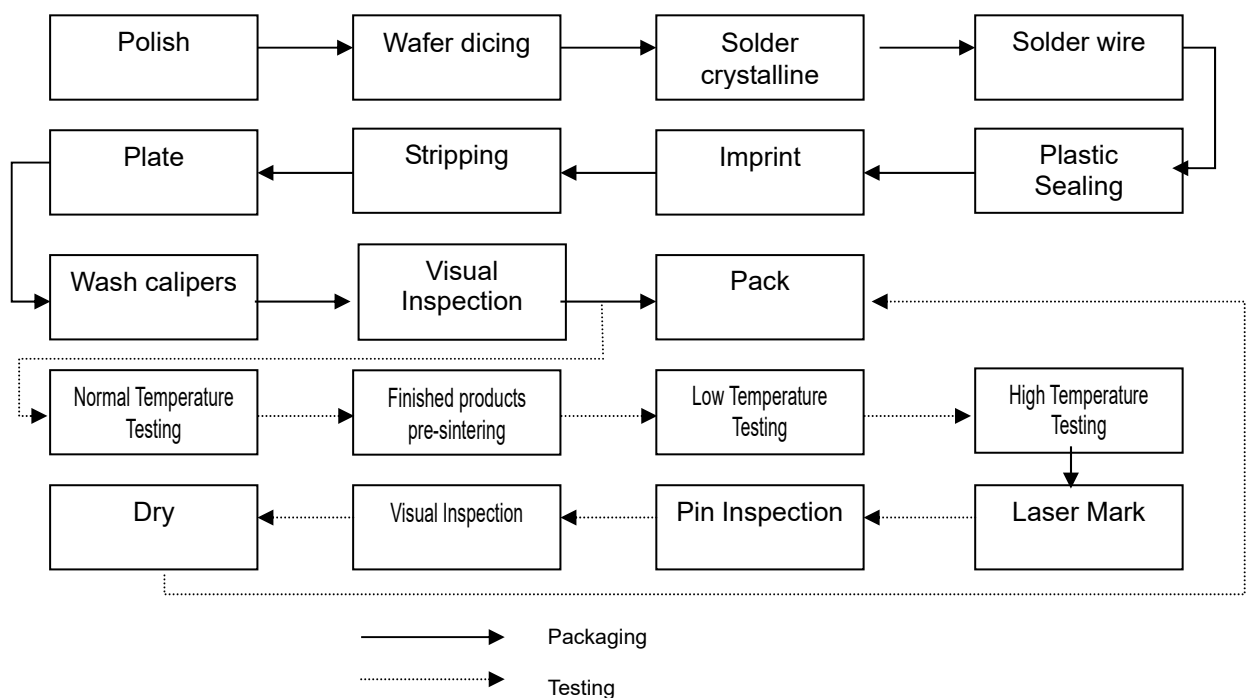 Polish
Wafer dicing
Solder
crystalline
Solder wire
Plate
Stripping
Imprint
Plastic
Sealing
Wash calipers
Visual
Inspection
Pack
Normal Temperature
Testing
Finished products
pre-sintering
Low Temperature
Testing
High Temperature
Testing
Dry
Visual Inspection
Pin Inspection
Laser Mark
Packaging
Testing